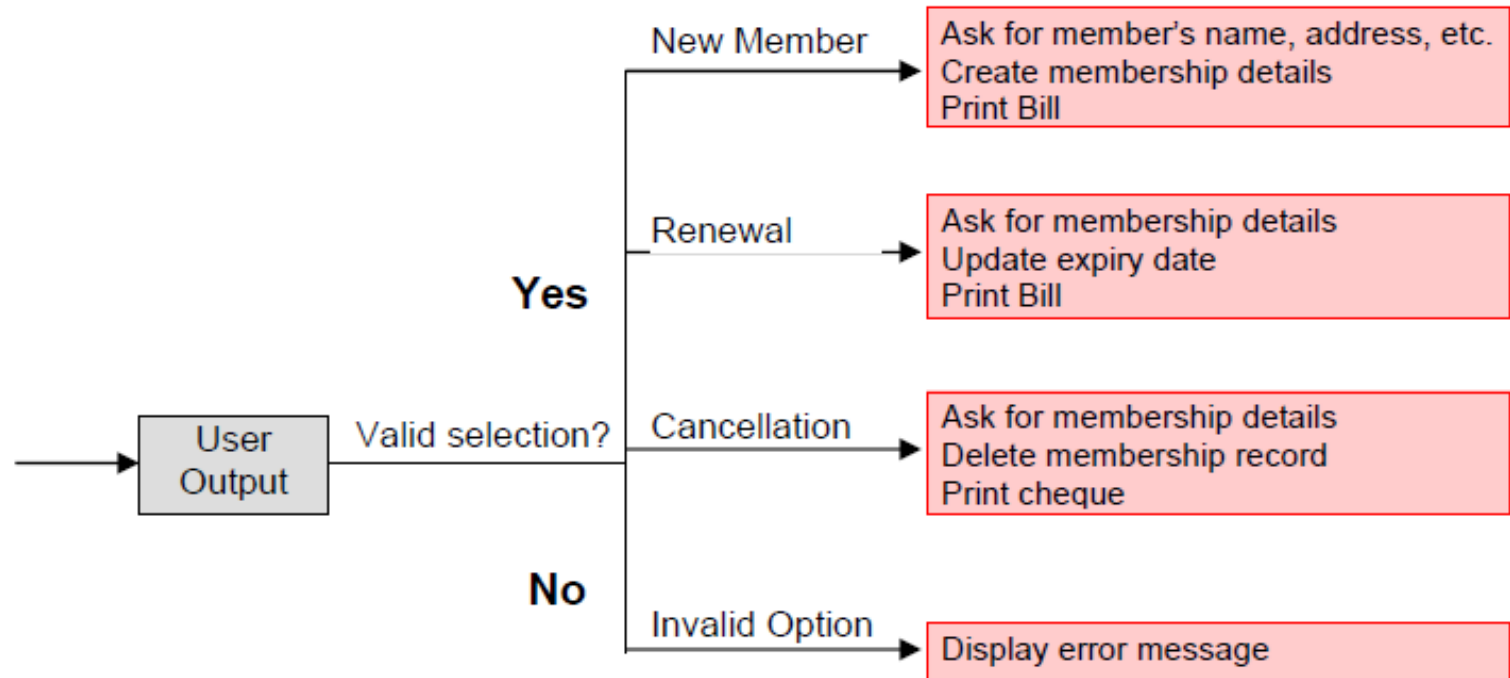 New Member
Ask for member's name, address, etc.
Create membership details
Print Bill
Renewal
Ask for membership details
Update expiry date
Print Bill
Yes
User
Output
Valid selection?
Cancellation
Ask for membership details
Delete membership record
Print cheque
No
Invalid Option
Display error message